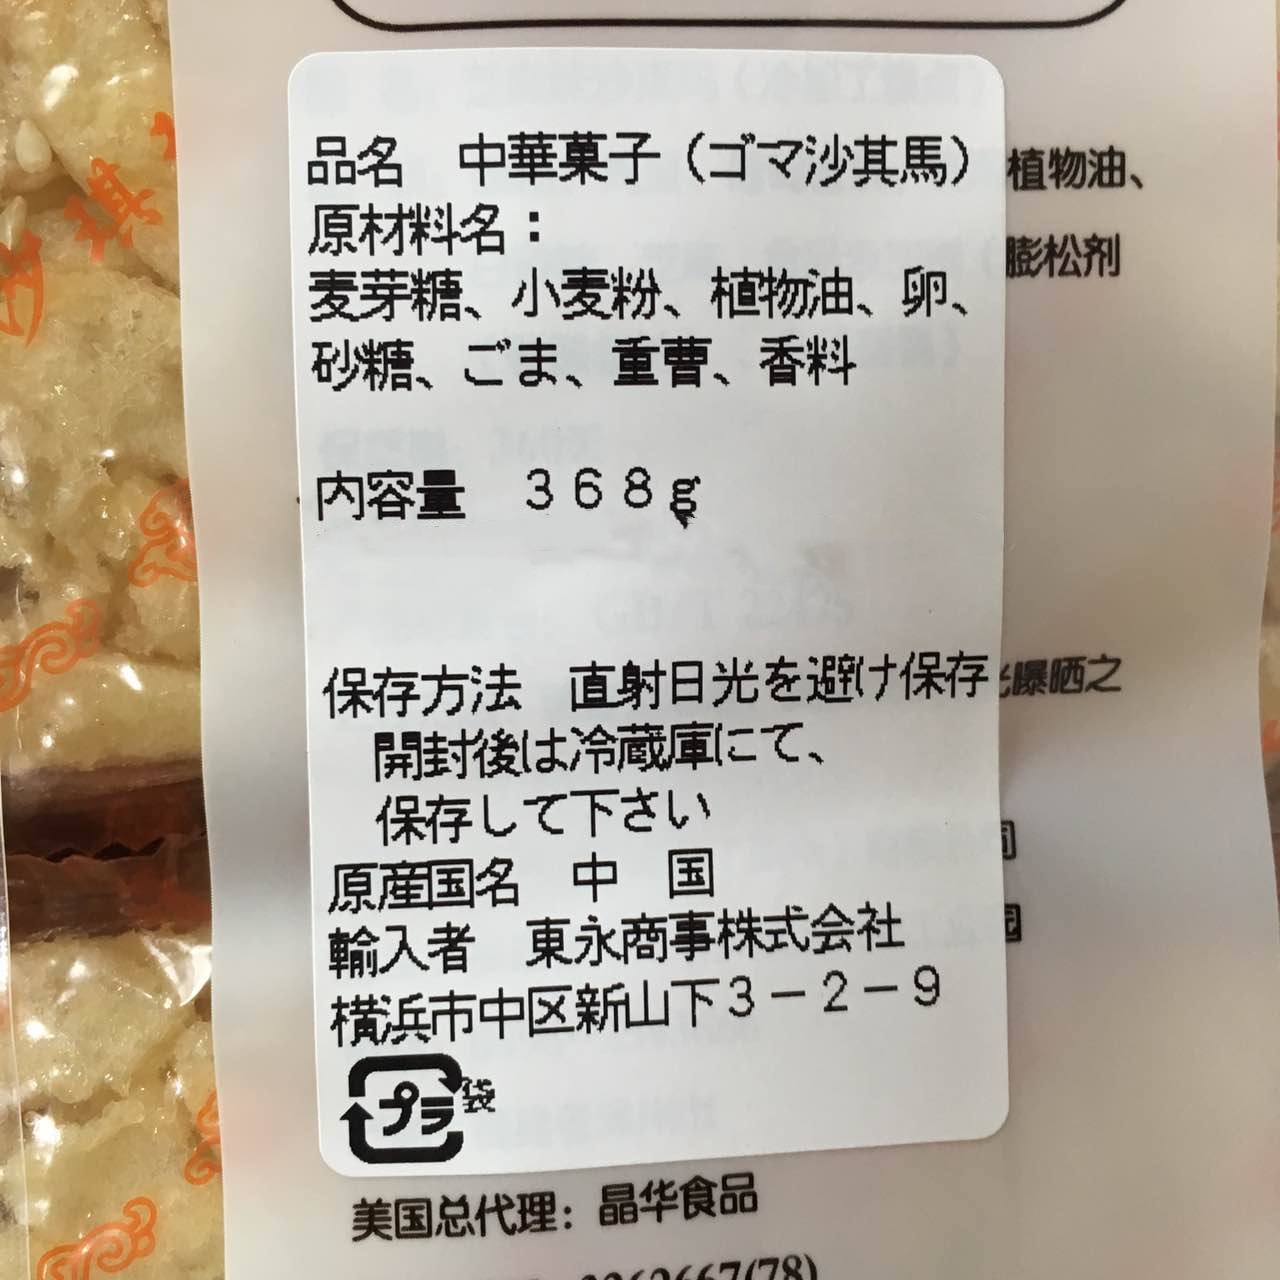 品名　中華菓子（ゴマ沙其馬）
原材料名：
麦芽糖、小麦粉、植物油、卵、
砂糖、ごま、重曹、香料
内容量　３６８ｇ
保存方法　直射日光を避け保存
開封後は冷蔵庫にて、
保存して下さい
原産国名　中　国
輸入者　東永商事株式会社
横浜市中区新山下３－２－９
プラ
袋
植物油、
膨松剂
曝晒之
司
园
美国总代理：晶华食品
3262667(78)